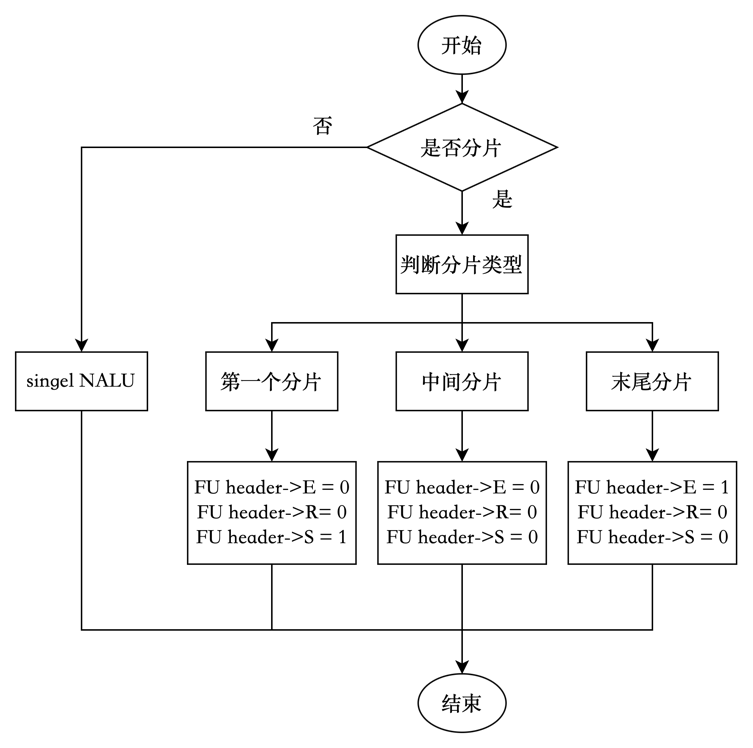 开始
否
是否分片
是
判断分片类型
singel NALU
第一个分片
中间分片
末尾分片
FU header->E = 0
FU header->R= 0
FU header->S = 1
FU header->E = 0
FU header->R= 0
FU header->S = 0
FU header->E = 1
FU header->R= 0
FU header->S = 0
结束